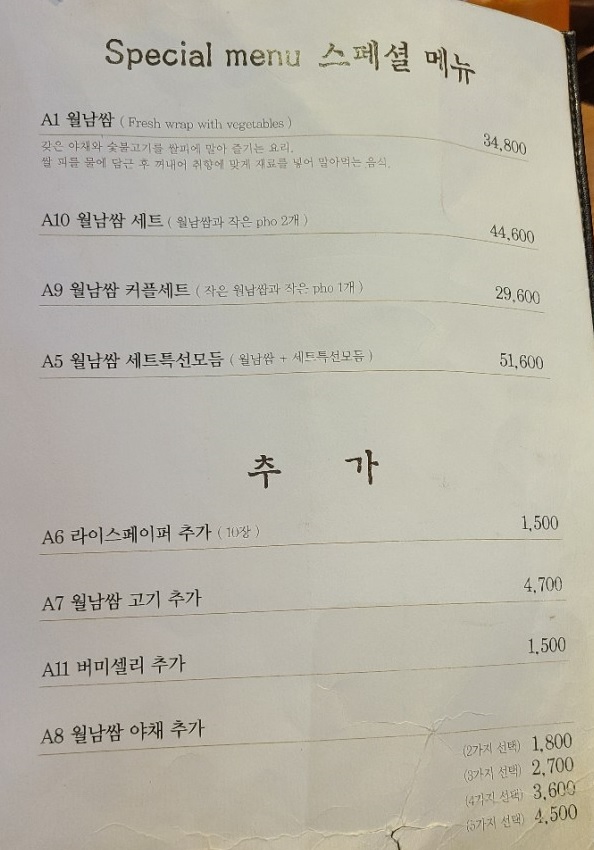 Special menu 스페셜 메뉴
A1 월남쌈 ( Fresh wrap with vegetables ) 34,800
갖은 야채와 숯불고기를 쌀피에 말아 즐기는 요리.
쌀 피를 물에 담근 후 꺼내어 취향에 맞게 재료를 넣어 말아먹는 음식.
A10 월남쌈 세트 ( 월남쌈과 작은 pho 2개 ) 44,600
A9 월남쌈 커플세트 ( 작은 월남쌈과 작은 pho 1개 ) 29,600
A5 월남쌈 세트특선모듬 ( 월남쌈 + 세트특선모듬 ) 51,600
추 가
A6 라이스페이퍼 추가 ( 10장 ) 1,500
A7 월남쌈 고기 추가 4,700
A11 버미셀리 추가 1,500
A8 월남쌈 야채 추가
(2가지 선택) 1,800
(3가지 선택) 2,700
(4가지 선택) 3,600
(5가지 선택) 4,500